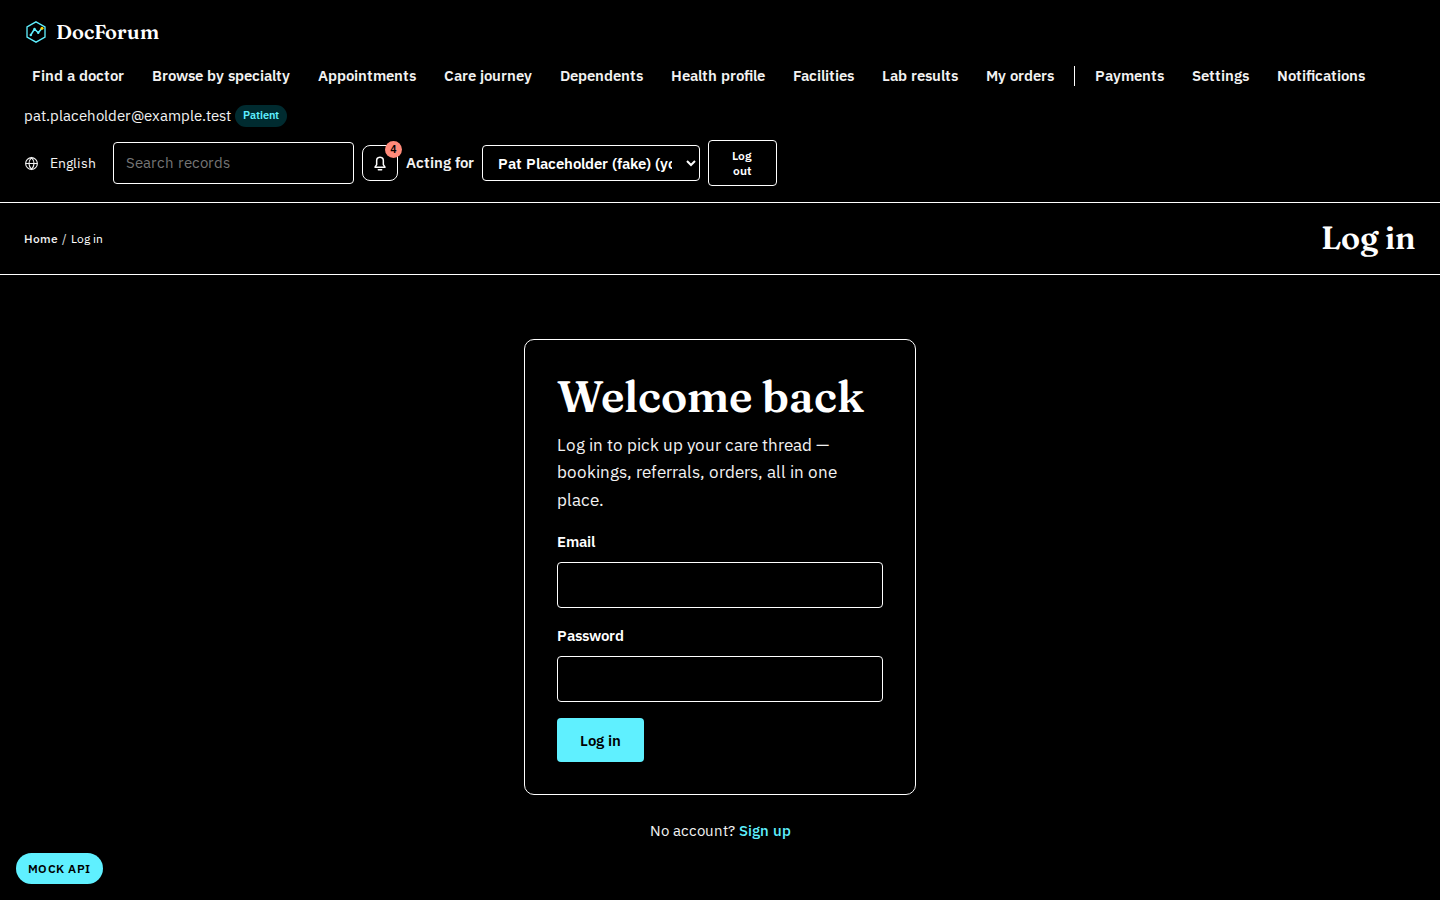 DocForum
Find a doctor Browse by specialty Appointments Care journey Dependents Health profile Facilities Lab results My orders Payments Settings Notifications
pat.placeholder@example.test Patient
English Search records 4 Acting for Pat Placeholder (fake) (yo Log out
Home / Log in
Log in
Welcome back
Log in to pick up your care thread —
bookings, referrals, orders, all in one
place.
Email
Password
Log in
No account? Sign up
MOCK API